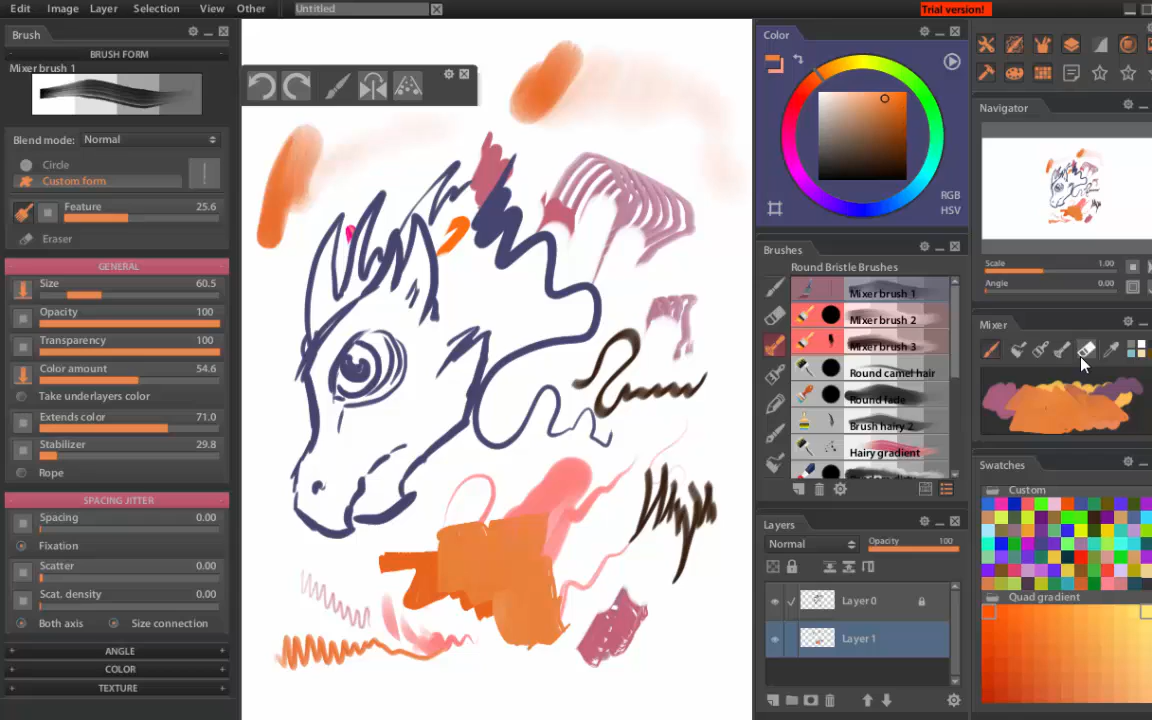 Edit Image Layer Selection View Other Untitled Trial version!
Brush
BRUSH FORM
Mixer brush 1
Blend mode: Normal
Circle
Custom form
Feature 25.6
Eraser
GENERAL
Size 60.5
Opacity 100
Transparency 100
Color amount 54.6
Take underlayers color
Extends color 71.0
Stabilizer 29.8
Rope
SPACING JITTER
Spacing 0.00
Fixation
Scatter 0.00
Scat. density 0.00
Both axis Size connection
ANGLE
COLOR
TEXTURE
Color
RGB
HSV
Brushes
Round Bristle Brushes
Mixer brush 1
Mixer brush 2
Mixer brush 3
Round camel hair
Round fade
Brush hairy 2
Hairy gradient
Layers
Normal Opacity 100
Layer 0
Layer 1
Navigator
Scale 1.00
Angle 0.00
Mixer
Swatches
Custom
Quad gradient